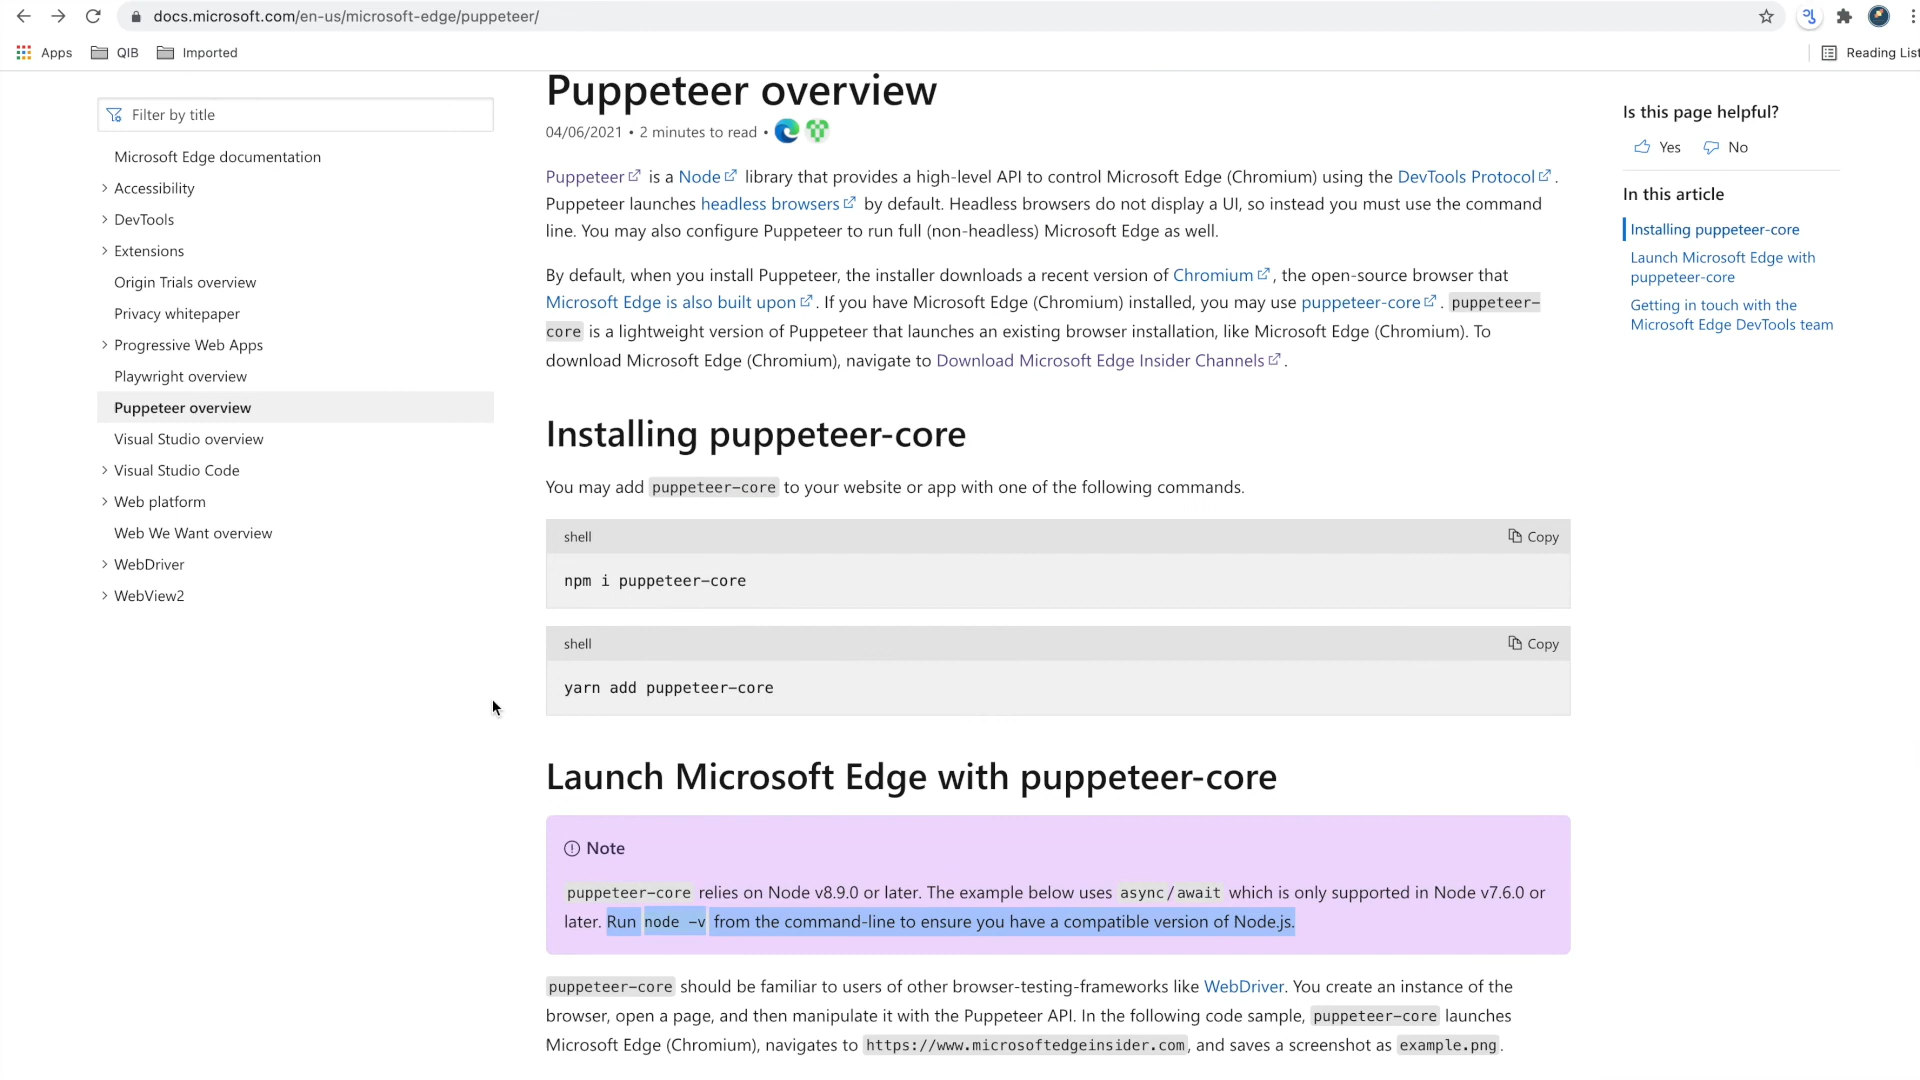 docs.microsoft.com/en-us/microsoft-edge/puppeteer/
Apps QIB Imported Reading List
Filter by title
Microsoft Edge documentation
Accessibility
DevTools
Extensions
Origin Trials overview
Privacy whitepaper
Progressive Web Apps
Playwright overview
Puppeteer overview
Visual Studio overview
Visual Studio Code
Web platform
Web We Want overview
WebDriver
WebView2
Puppeteer overview
04/06/2021 • 2 minutes to read •
Puppeteer is a Node library that provides a high-level API to control Microsoft Edge (Chromium) using the DevTools Protocol.
Puppeteer launches headless browsers by default. Headless browsers do not display a UI, so instead you must use the command
line. You may also configure Puppeteer to run full (non-headless) Microsoft Edge as well.
By default, when you install Puppeteer, the installer downloads a recent version of Chromium, the open-source browser that
Microsoft Edge is also built upon. If you have Microsoft Edge (Chromium) installed, you may use puppeteer-core. puppeteer-
core is a lightweight version of Puppeteer that launches an existing browser installation, like Microsoft Edge (Chromium). To
download Microsoft Edge (Chromium), navigate to Download Microsoft Edge Insider Channels.
Installing puppeteer-core
You may add puppeteer-core to your website or app with one of the following commands.
shell Copy
npm i puppeteer-core
shell Copy
yarn add puppeteer-core
Launch Microsoft Edge with puppeteer-core
Note
puppeteer-core relies on Node v8.9.0 or later. The example below uses async/await which is only supported in Node v7.6.0 or
later. Run node -v from the command-line to ensure you have a compatible version of Node.js.
puppeteer-core should be familiar to users of other browser-testing-frameworks like WebDriver. You create an instance of the
browser, open a page, and then manipulate it with the Puppeteer API. In the following code sample, puppeteer-core launches
Microsoft Edge (Chromium), navigates to https://www.microsoftedgeinsider.com, and saves a screenshot as example.png.
Is this page helpful?
Yes No
In this article
Installing puppeteer-core
Launch Microsoft Edge with
puppeteer-core
Getting in touch with the
Microsoft Edge DevTools team